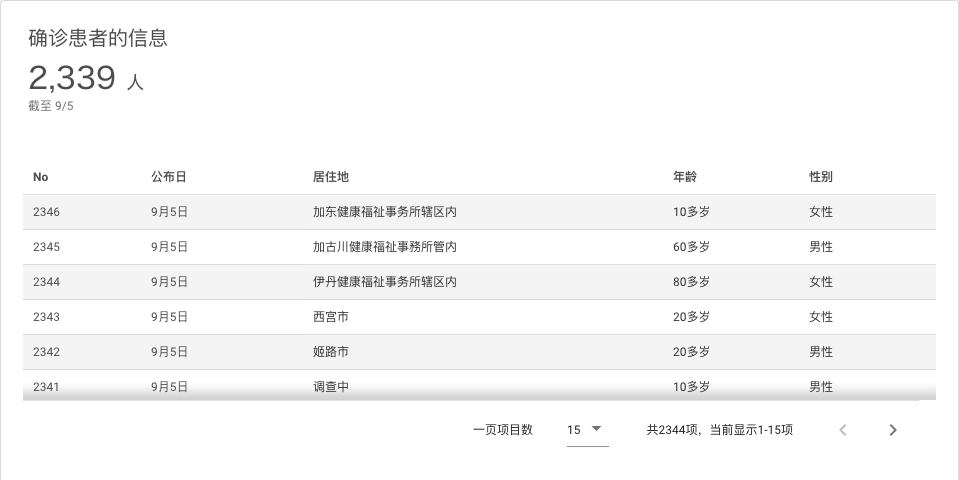 确诊患者的信息
2,339 人
截至 9/5
No 公布日 居住地 年龄 性别
2346 9月5日 加东健康福祉事务所辖区内 10多岁 女性
2345 9月5日 加古川健康福祉事務所管内 60多岁 男性
2344 9月5日 伊丹健康福祉事务所辖区内 80多岁 女性
2343 9月5日 西宫市 20多岁 女性
2342 9月5日 姬路市 20多岁 男性
2341 9月5日 调查中 10多岁 男性
一页项目数 15 共2344项，当前显示1-15项